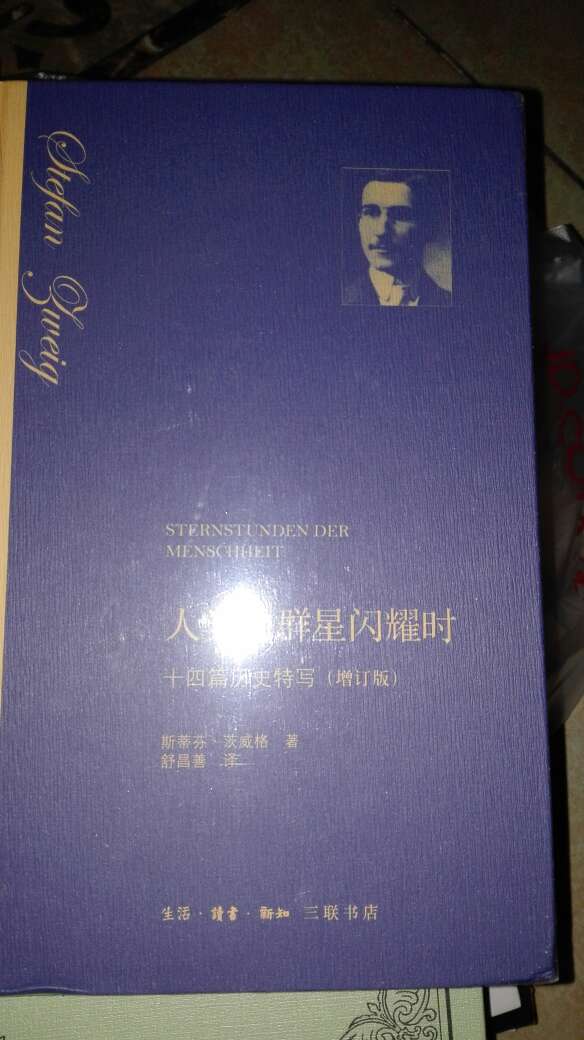 Stefan Zweig
STERNSTUNDEN DER
MENSCHHEIT
人类的群星闪耀时
十四篇历史特写（增订版）
斯蒂芬·茨威格 著
舒昌善 译
生活·讀書·新知 三联书店